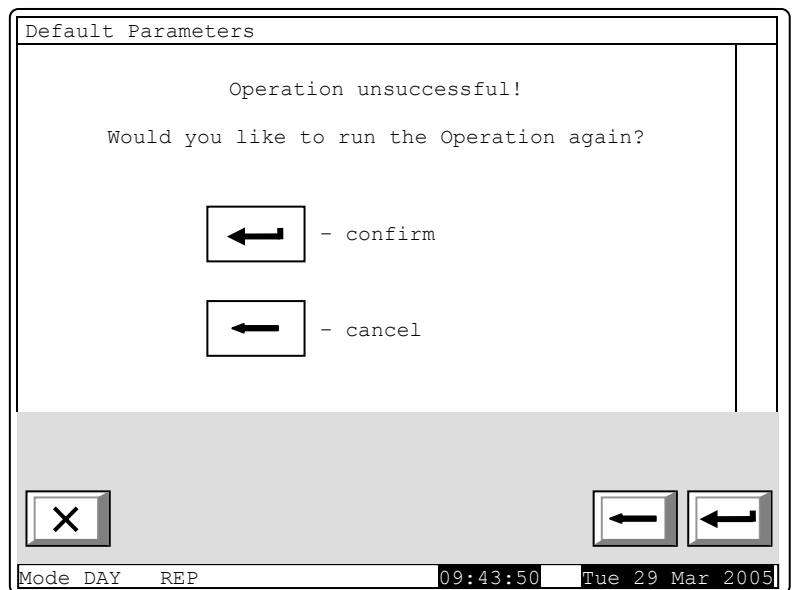 Default Parameters
Operation unsuccessful!
Would you like to run the Operation again?
- confirm
- cancel
Mode DAY REP 09:43:50 Tue 29 Mar 2005